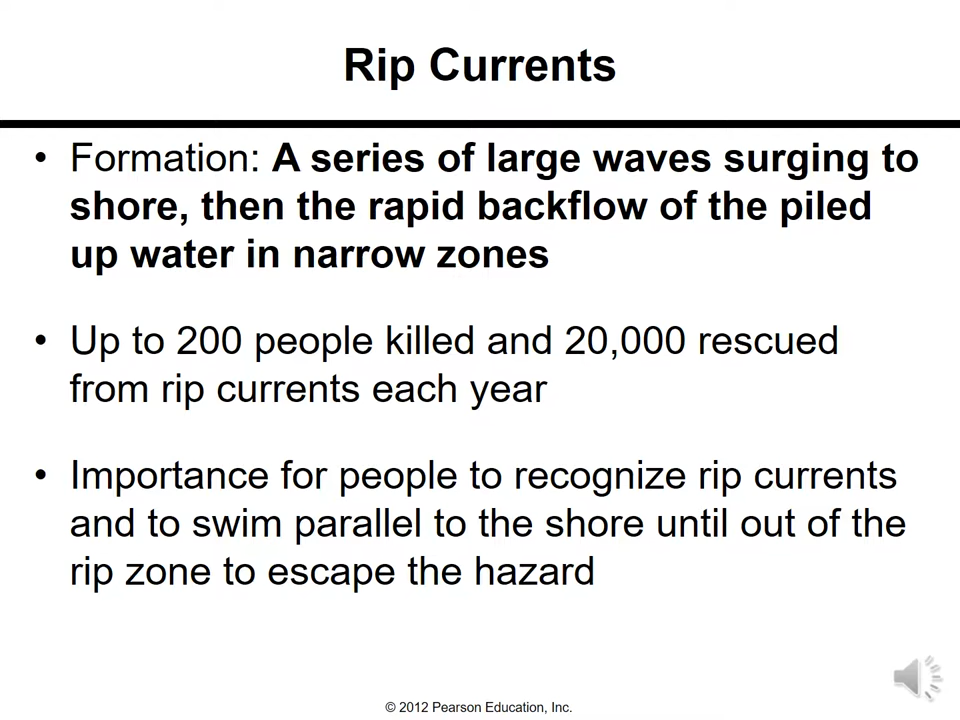 Rip Currents
• Formation: A series of large waves surging to
shore, then the rapid backflow of the piled
up water in narrow zones
• Up to 200 people killed and 20,000 rescued
from rip currents each year
• Importance for people to recognize rip currents
and to swim parallel to the shore until out of the
rip zone to escape the hazard
© 2012 Pearson Education, Inc.